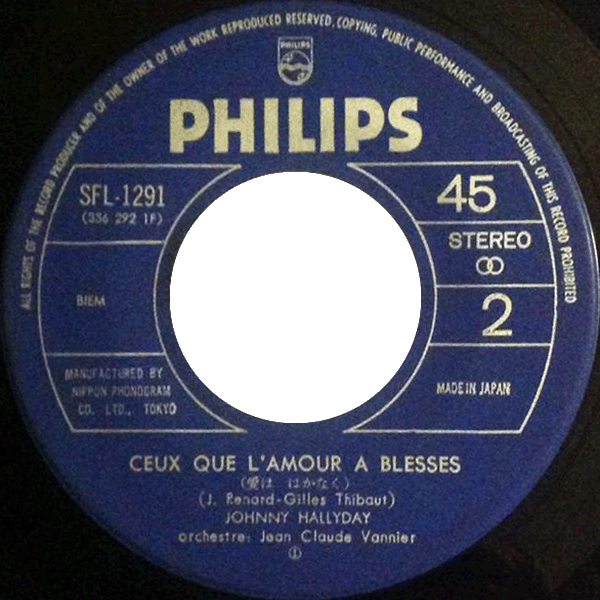 ALL RIGHTS OF THE RECORD PRODUCER AND OF THE OWNER OF THE WORK REPRODUCED RESERVED. COPYING, PUBLIC PERFORMANCE AND BROADCASTING OF THIS RECORD PROHIBITED
PHILIPS
PHILIPS
SFL-1291
(336 292 1F)
BIEM
MANUFACTURED BY
NIPPON PHONOGRAM
CO. LTD., TOKYO
45
STEREO
2
MADE IN JAPAN
CEUX QUE L'AMOUR A BLESSES
(愛は はかなく)
(J. Renard-Gilles Thibaut)
JOHNNY HALLYDAY
orchestre: Jean Claude Vannier